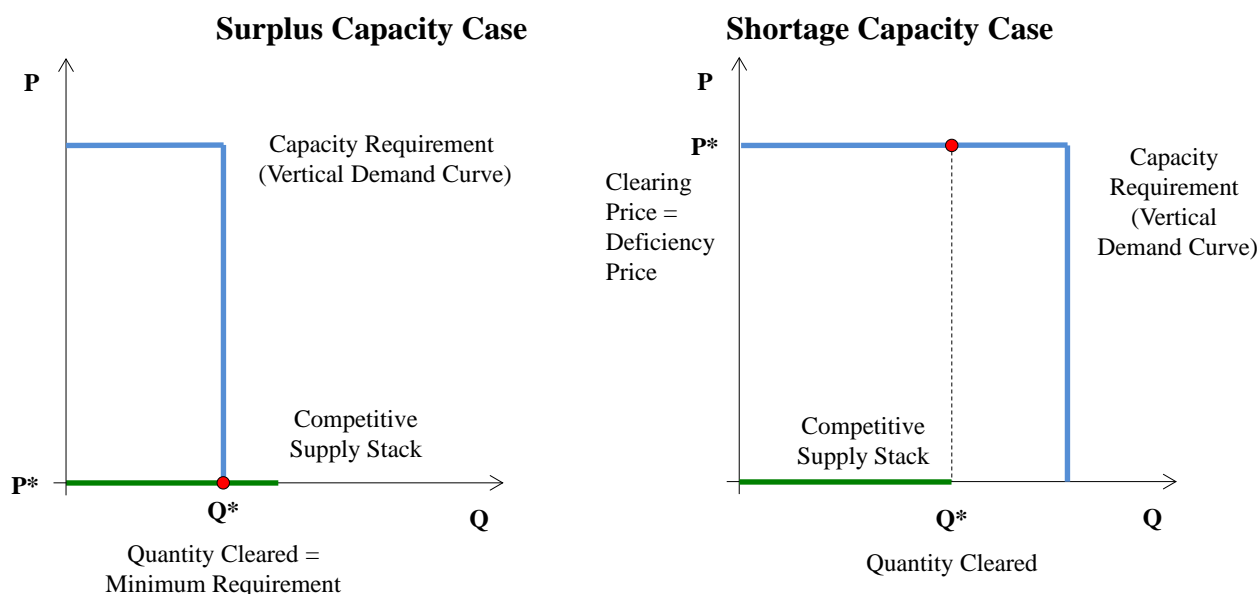 Surplus Capacity Case
P
Capacity Requirement
(Vertical Demand Curve)
Competitive
Supply Stack
P*
Q*
Q
Quantity Cleared =
Minimum Requirement
Shortage Capacity Case
P
P*
Clearing
Price =
Deficiency
Price
Capacity
Requirement
(Vertical
Demand Curve)
Competitive
Supply Stack
Q*
Q
Quantity Cleared